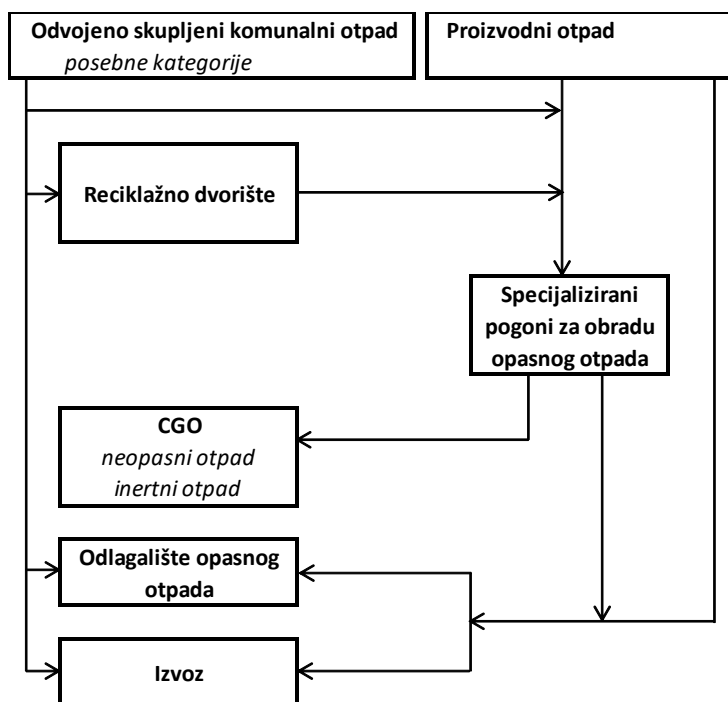 Odvojeno skupljeni komunalni otpad
posebne kategorije
Proizvodni otpad
Reciklažno dvorište
Specijalizirani
pogoni za obradu
opasnog otpada
CGO
neopasni otpad
inertni otpad
Odlagalište opasnog
otpada
Izvoz